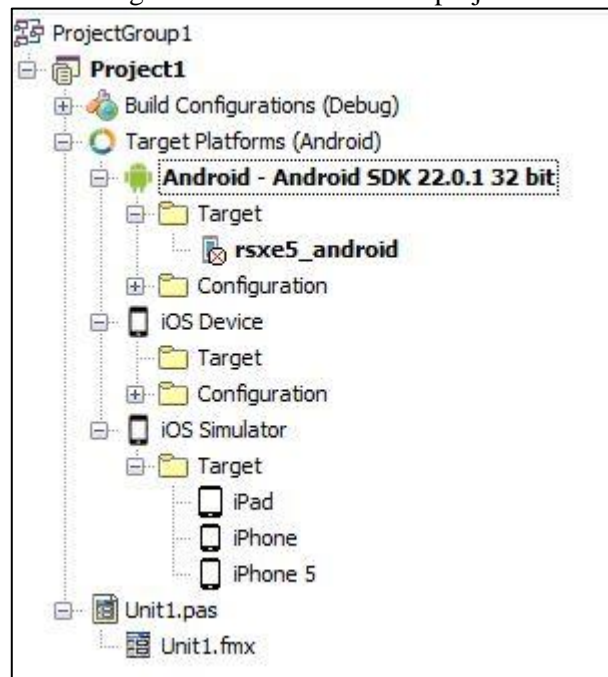 ProjectGroup1
Project1
Build Configurations (Debug)
Target Platforms (Android)
Android - Android SDK 22.0.1 32 bit
Target
rsxe5_android
Configuration
iOS Device
Target
Configuration
iOS Simulator
Target
iPad
iPhone
iPhone 5
Unit1.pas
Unit1.fmx